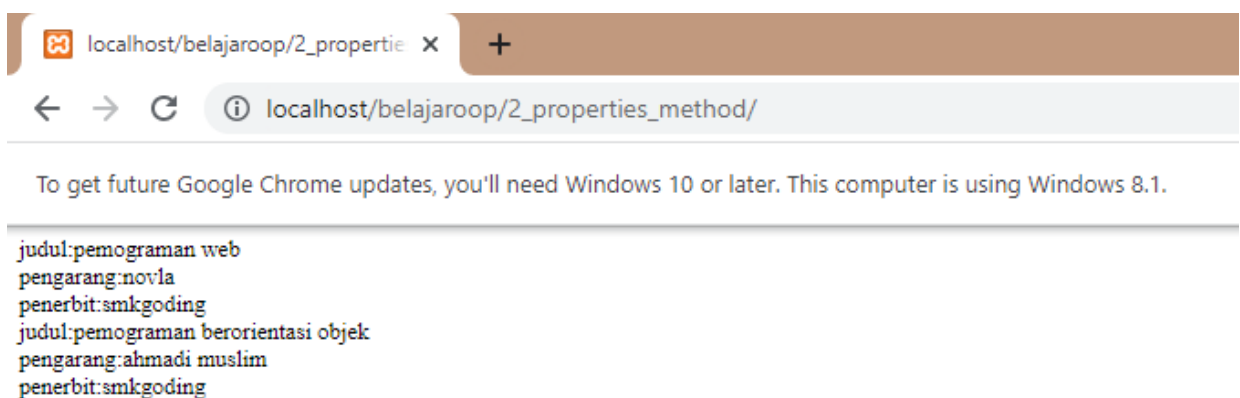 localhost/belajaroop/2_propertie
localhost/belajaroop/2_properties_method/
To get future Google Chrome updates, you'll need Windows 10 or later. This computer is using Windows 8.1.
judul:pemograman web
pengarang:novla
penerbit:smkgoding
judul:pemograman berorientasi objek
pengarang:ahmadi muslim
penerbit:smkgoding